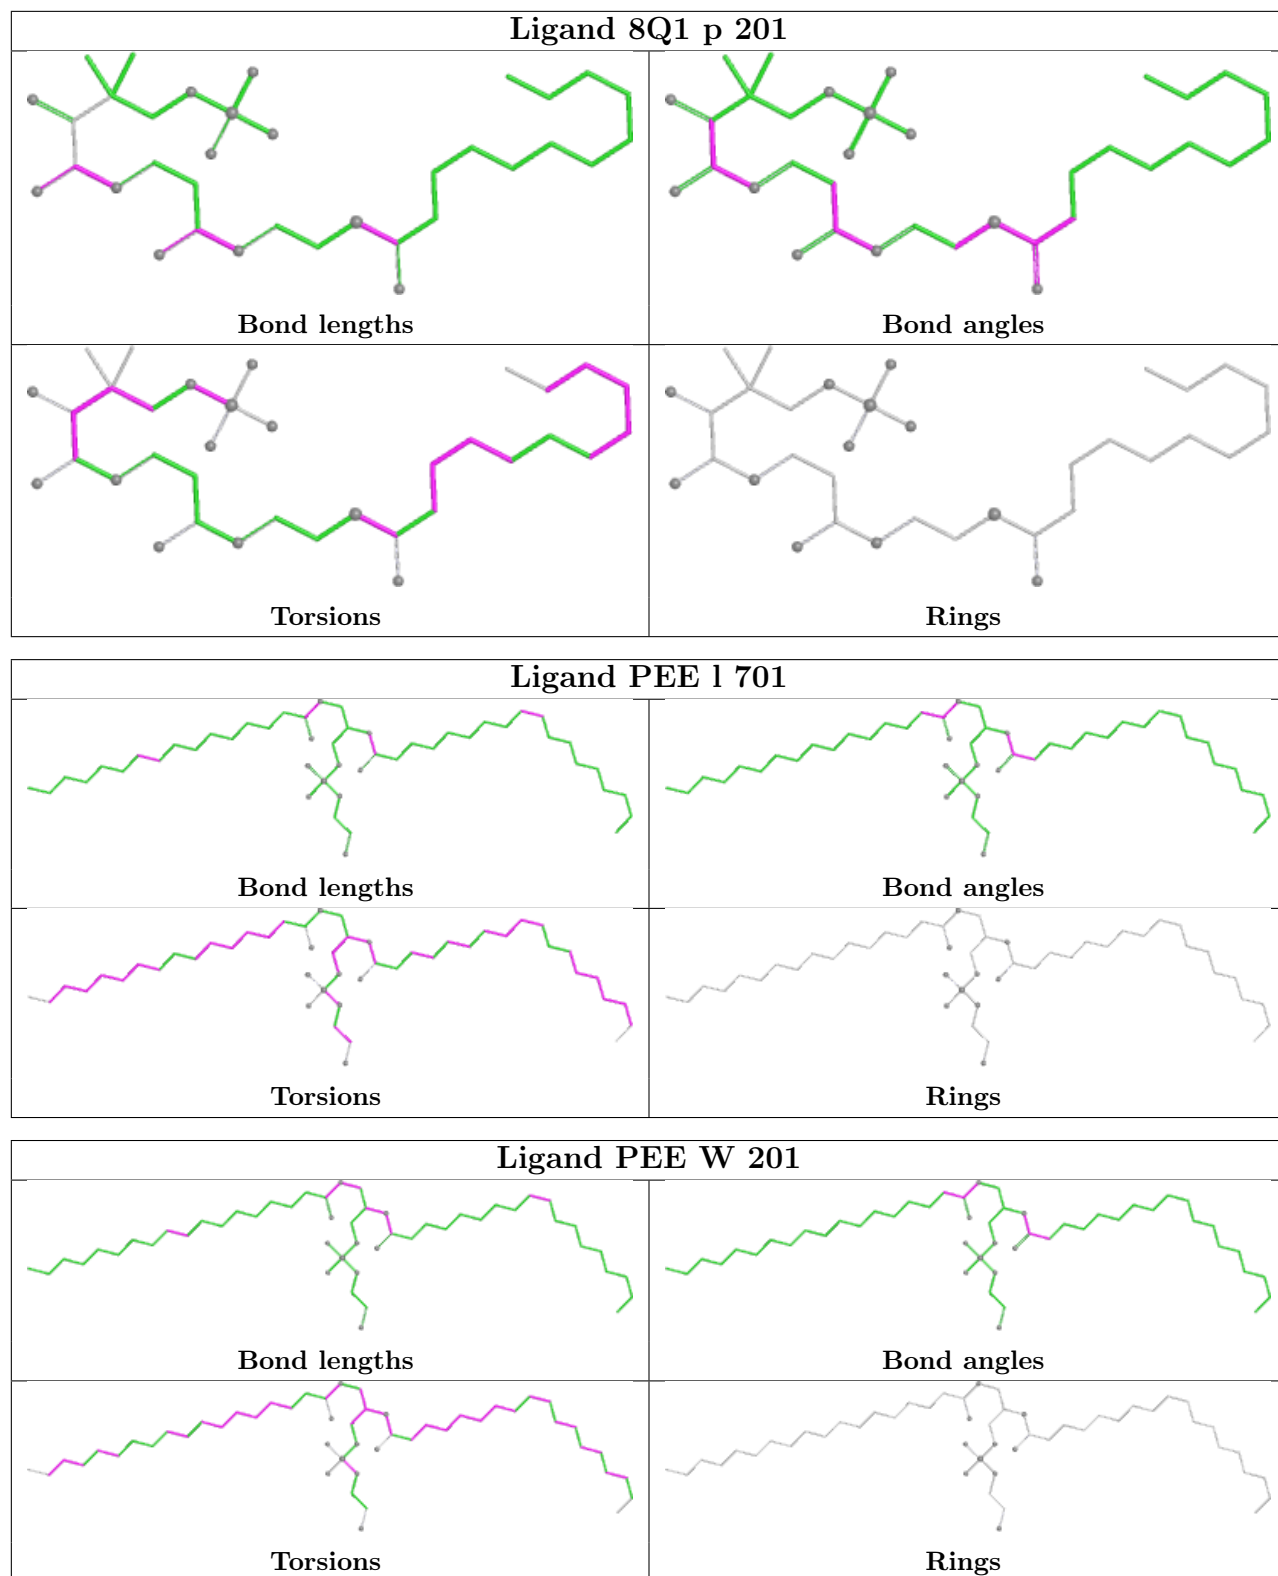 Ligand 8Q1 p 201
Bond lengths
Bond angles
Torsions
Rings
Ligand PEE l 701
Bond lengths
Bond angles
Torsions
Rings
Ligand PEE W 201
Bond lengths
Bond angles
Torsions
Rings